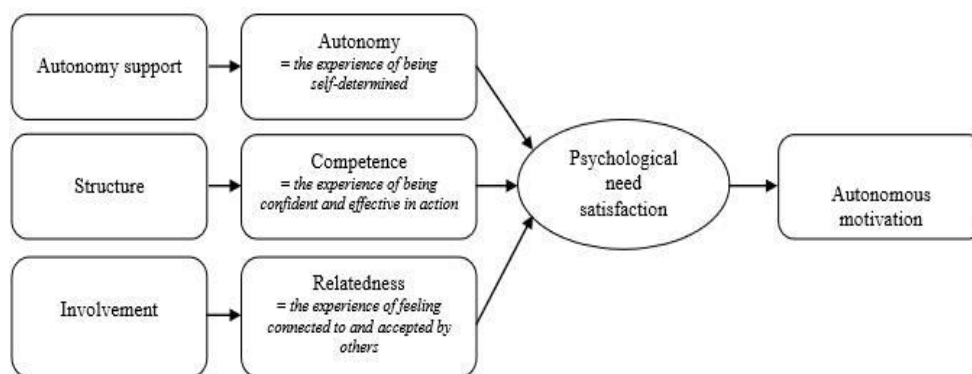 Autonomy support
Autonomy
= the experience of being
self-determined
Structure
Competence
= the experience of being
confident and effective in action
Involvement
Relatedness
= the experience of feeling
connected to and accepted by
others
Psychological
need
satisfaction
Autonomous
motivation